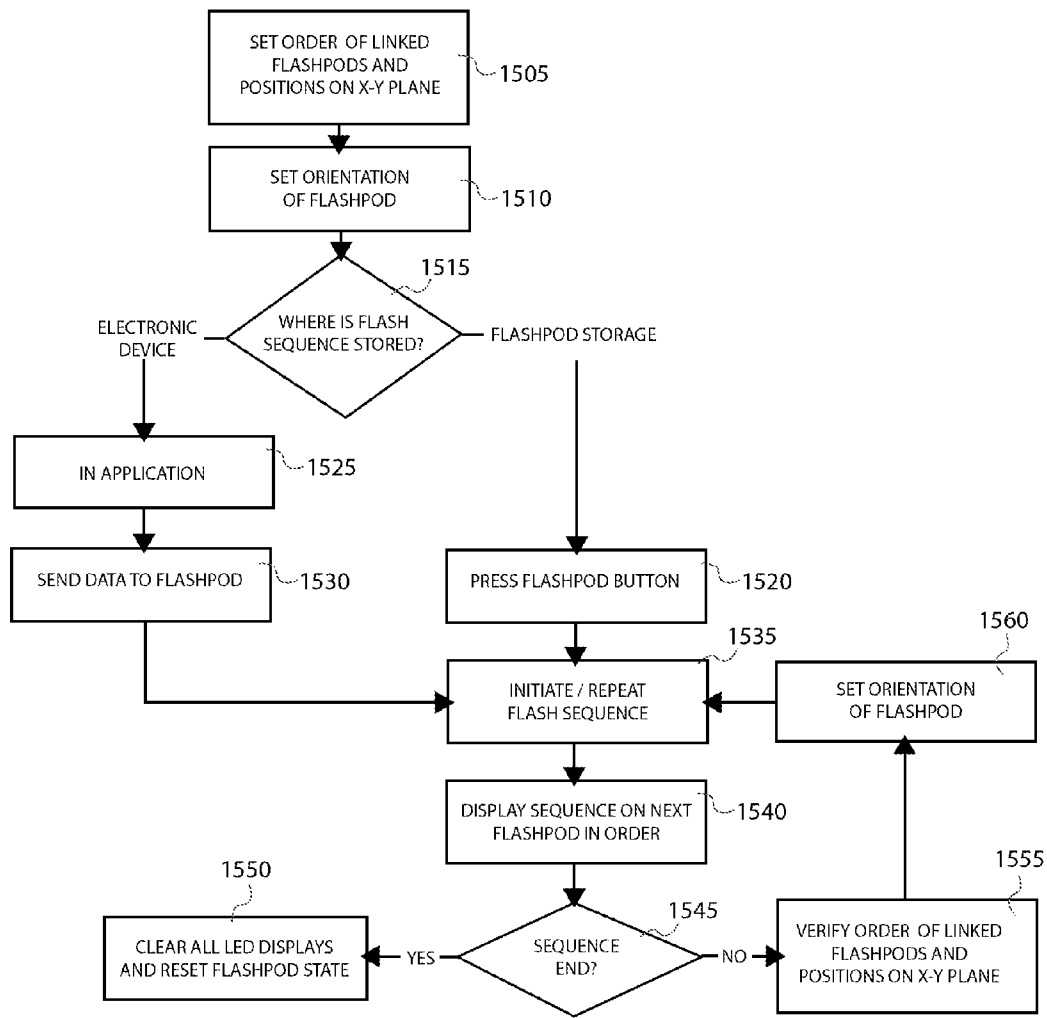 SET ORDER OF LINKED
FLASHPODS AND
POSITIONS ON X-Y PLANE
1505
SET ORIENTATION
OF FLASHPOD
1510
1515
WHERE IS FLASH
SEQUENCE STORED?
ELECTRONIC
DEVICE
FLASHPOD STORAGE
IN APPLICATION
1525
SEND DATA TO FLASHPOD
1530
PRESS FLASHPOD BUTTON
1520
1535
INITIATE / REPEAT
FLASH SEQUENCE
1560
SET ORIENTATION
OF FLASHPOD
DISPLAY SEQUENCE ON NEXT
FLASHPOD IN ORDER
1540
1545
SEQUENCE
END?
YES
NO
1550
CLEAR ALL LED DISPLAYS
AND RESET FLASHPOD STATE
1555
VERIFY ORDER OF LINKED
FLASHPODS AND
POSITIONS ON X-Y PLANE